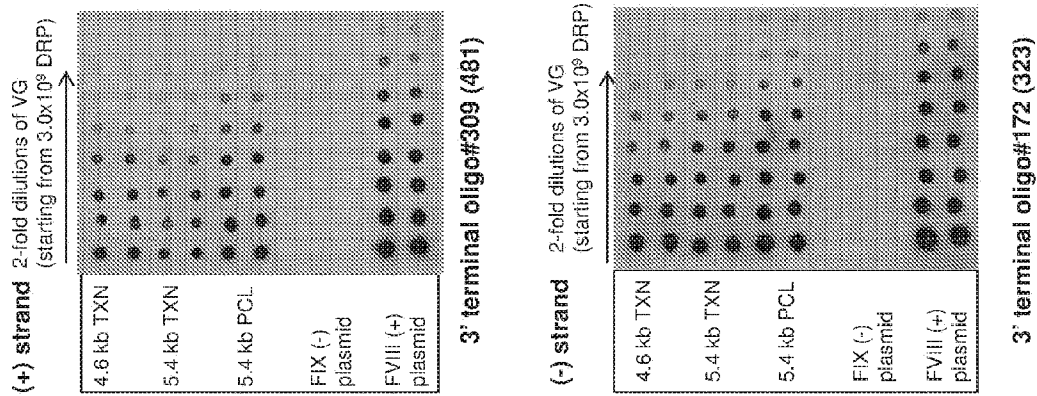 (+) strand
2-fold dilutions of VG
(starting from 3.0x10⁹ DRP)
4.6 kb TXN
5.4 kb TXN
5.4 kb PCL
FIX (-)
plasmid
FVIII (+)
plasmid
3' terminal oligo#309 (481)
(-) strand
2-fold dilutions of VG
(starting from 3.0x10⁹ DRP)
4.6 kb TXN
5.4 kb TXN
5.4 kb PCL
FIX (-)
plasmid
FVIII (+)
plasmid
3' terminal oligo#172 (323)